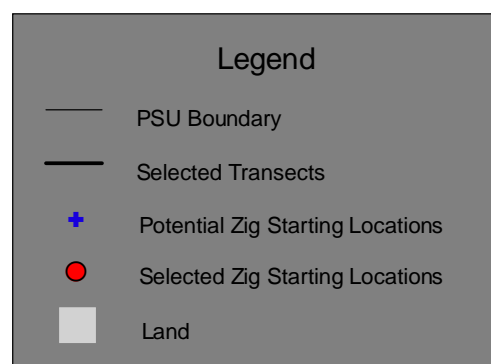 Legend
PSU Boundary
Selected Transects
Potential Zig Starting Locations
Selected Zig Starting Locations
Land